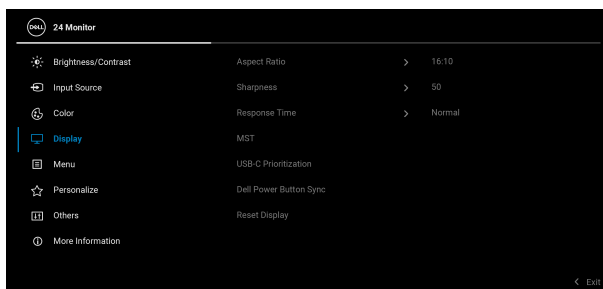 DELL 24 Monitor
Brightness/Contrast Aspect Ratio 16:10
Input Source Sharpness 50
Color Response Time Normal
Display MST
Menu USB-C Prioritization
Personalize Dell Power Button Sync
Others Reset Display
More Information
Exit